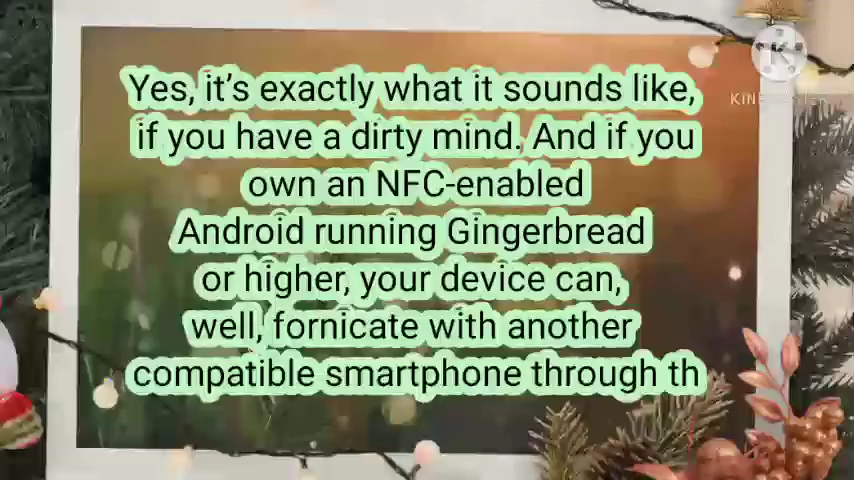 Yes, it's exactly what it sounds like,
if you have a dirty mind. And if you
own an NFC-enabled
Android running Gingerbread
or higher, your device can,
well, fornicate with another
compatible smartphone through th